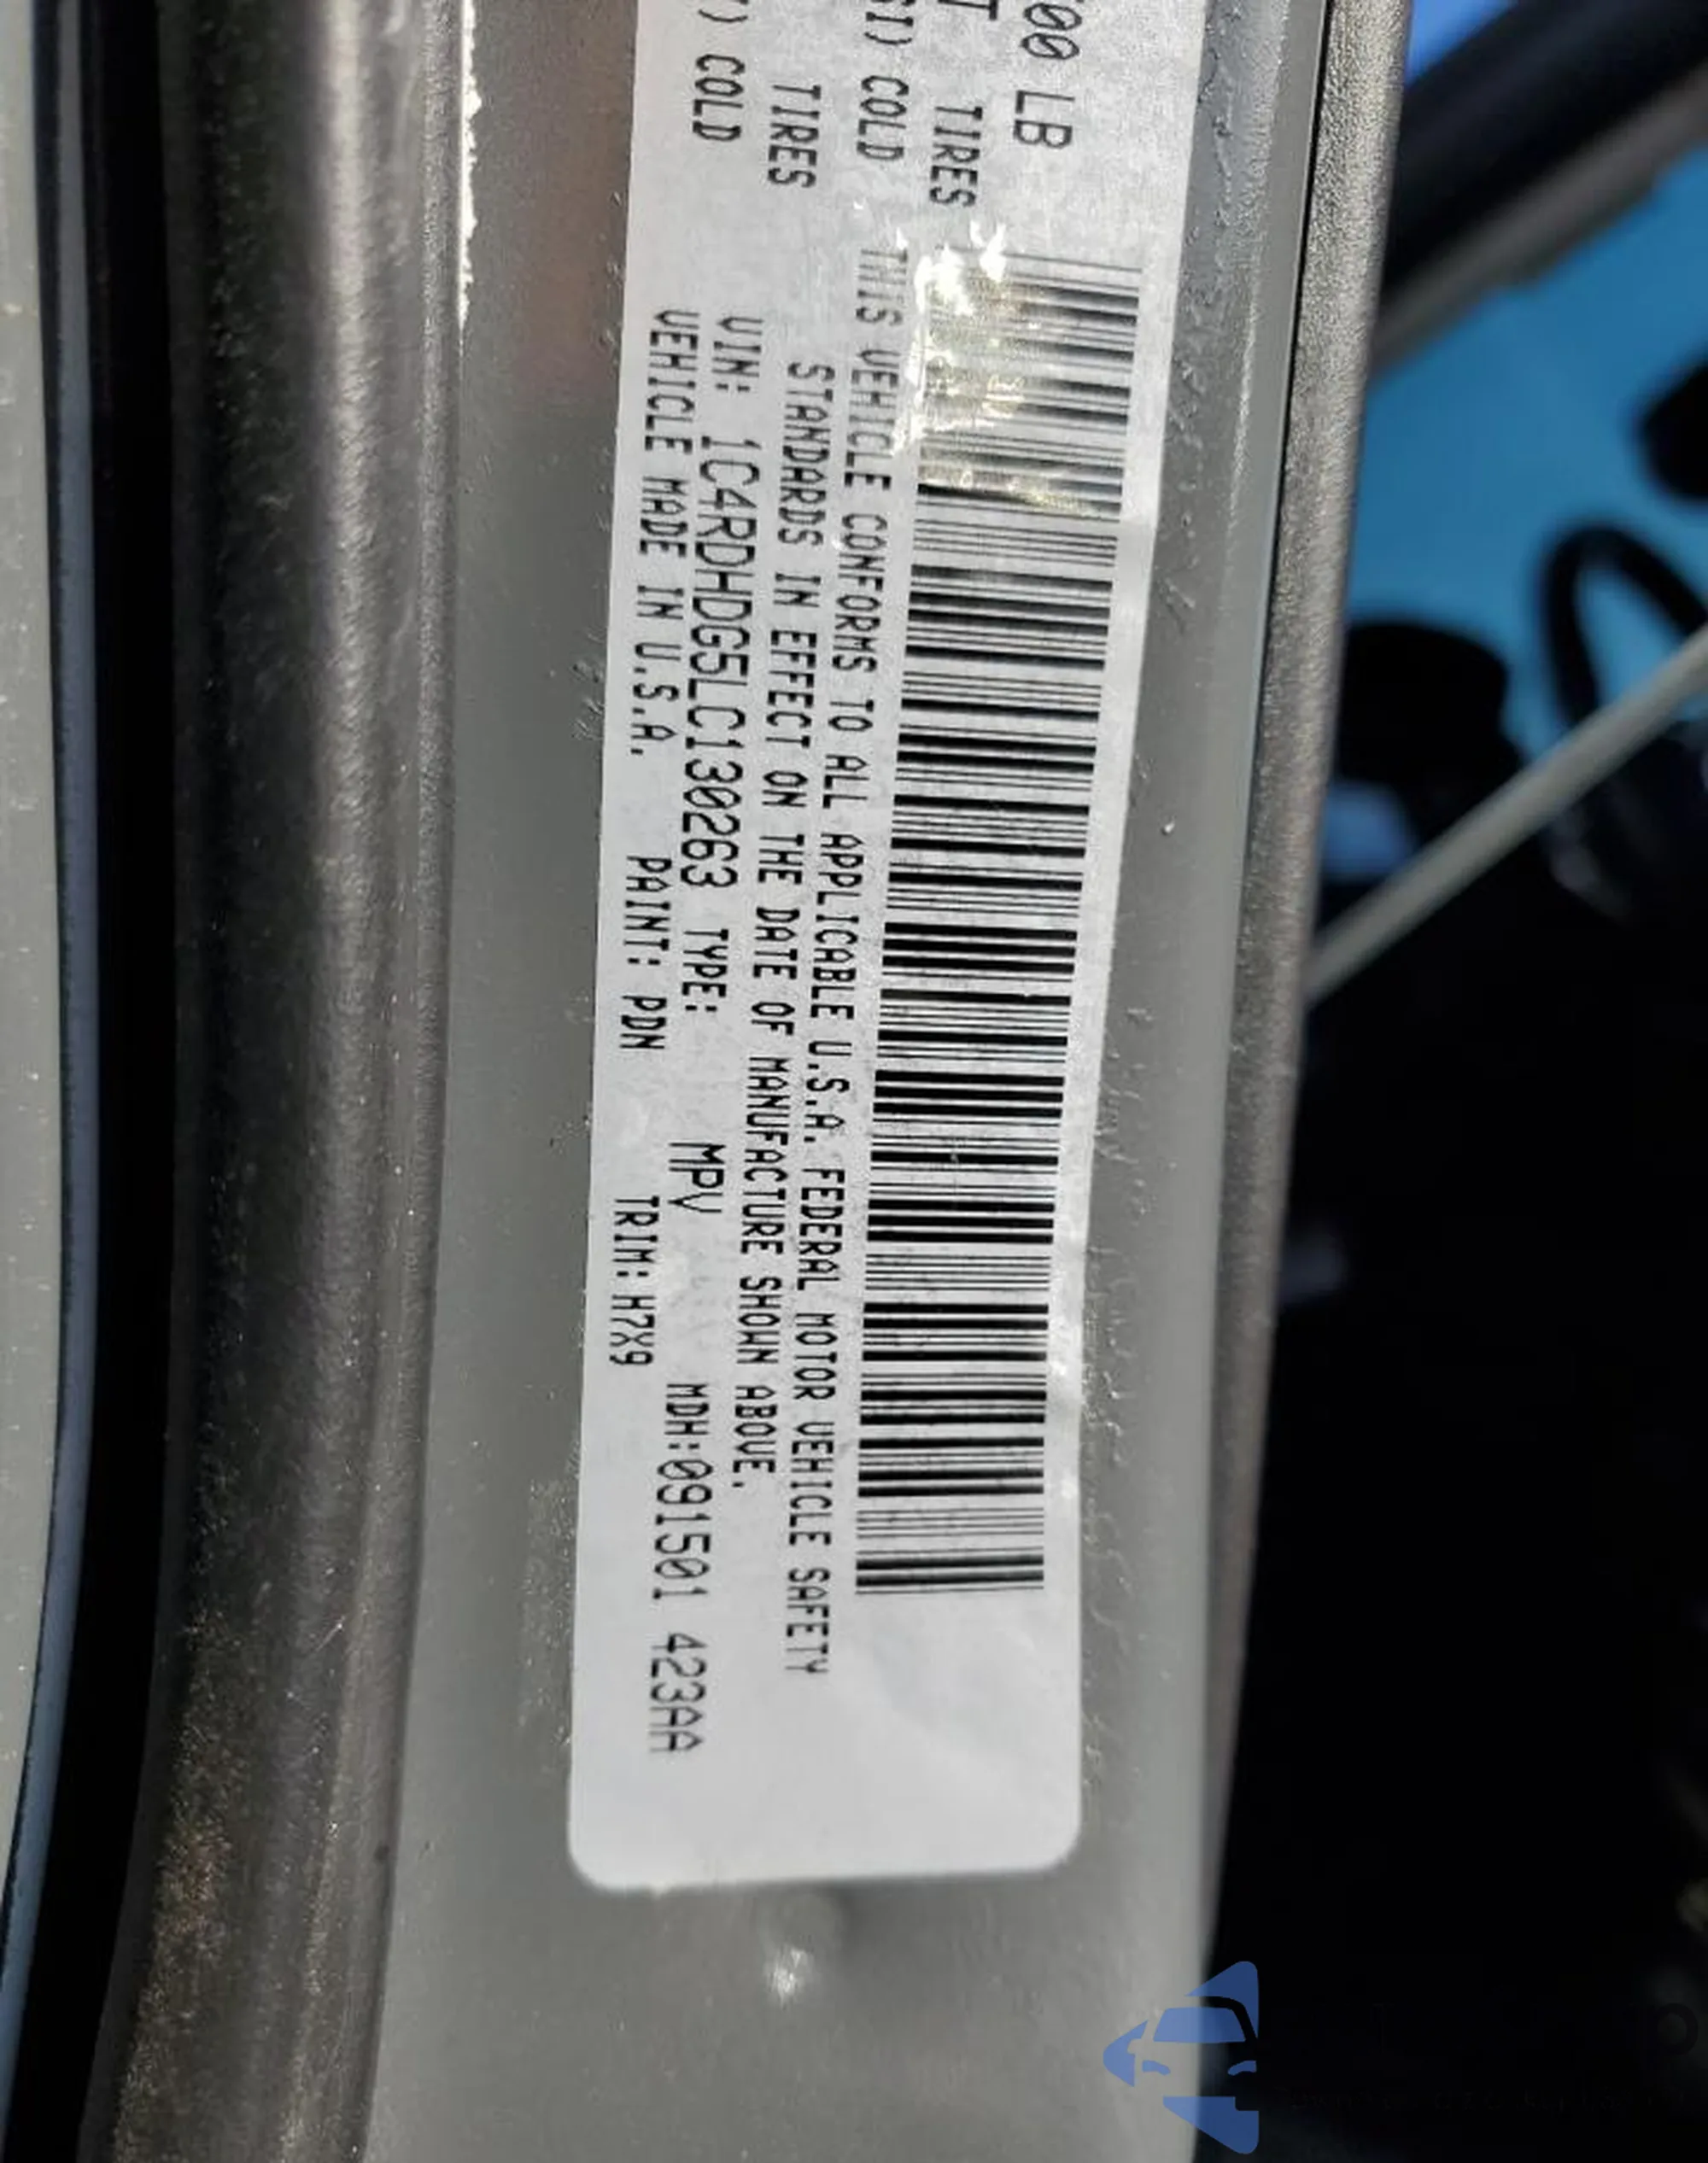 00 LB
T TIRES
SI) COLD
TIRES
) COLD
THIS VEHICLE CONFORMS TO ALL APPLICABLE U.S.A. FEDERAL MOTOR VEHICLE SAFETY
STANDARDS IN EFFECT ON THE DATE OF MANUFACTURE SHOWN ABOVE.
VIN: 1C4RDHDG5LC130263 TYPE: MPV MDH:091501 423AA
VEHICLE MADE IN U.S.A. PAINT: PDN TRIM: H7X9